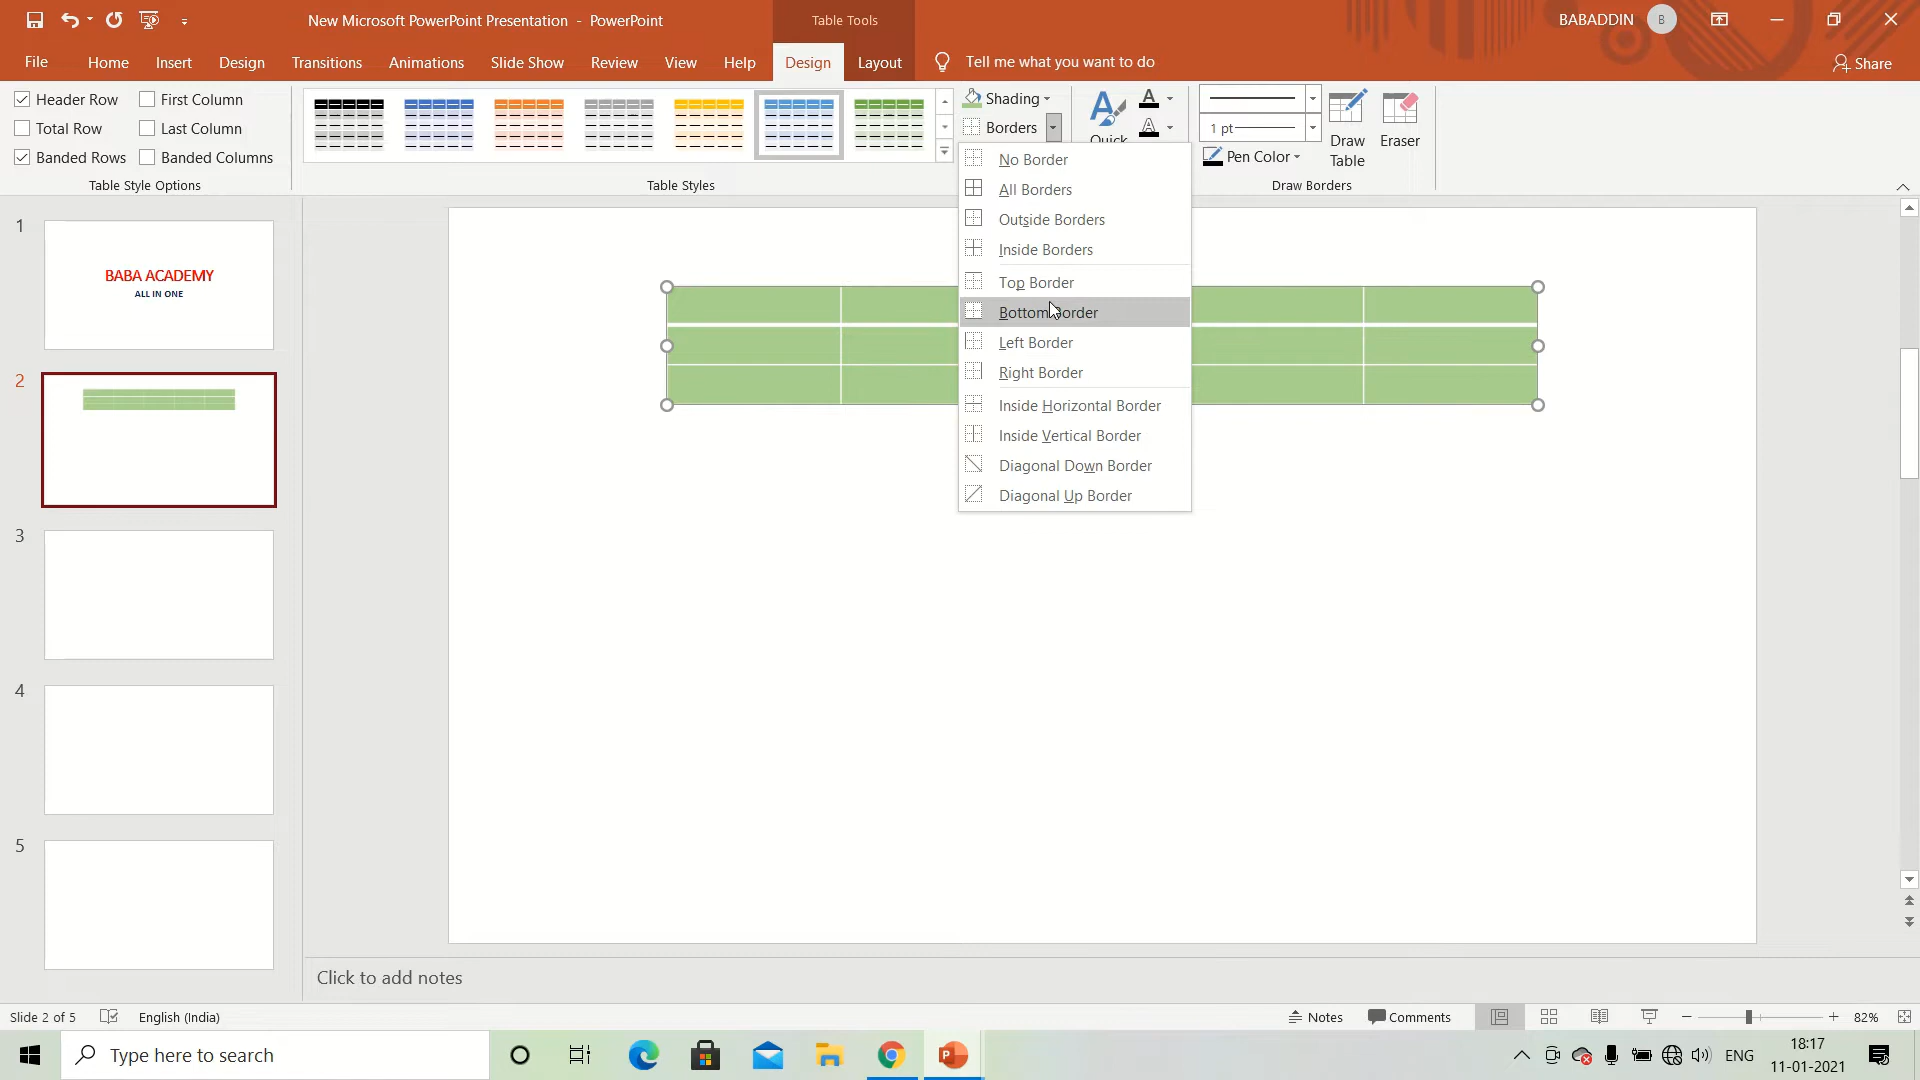 New Microsoft PowerPoint Presentation - PowerPoint
Table Tools
BABADDIN
B
File
Home
Insert
Design
Transitions
Animations
Slide Show
Review
View
Help
Design
Layout
Tell me what you want to do
Share
Header Row
First Column
Total Row
Last Column
Banded Rows
Banded Columns
Table Style Options
Table Styles
Shading
Borders
Quick
1 pt
Pen Color
Draw
Table
Eraser
Draw Borders
No Border
All Borders
Outside Borders
Inside Borders
Top Border
Bottom Border
Left Border
Right Border
Inside Horizontal Border
Inside Vertical Border
Diagonal Down Border
Diagonal Up Border
1
BABA ACADEMY
ALL IN ONE
2
3
4
5
Click to add notes
Slide 2 of 5
English (India)
Notes
Comments
82%
Type here to search
ENG
18:17
11-01-2021